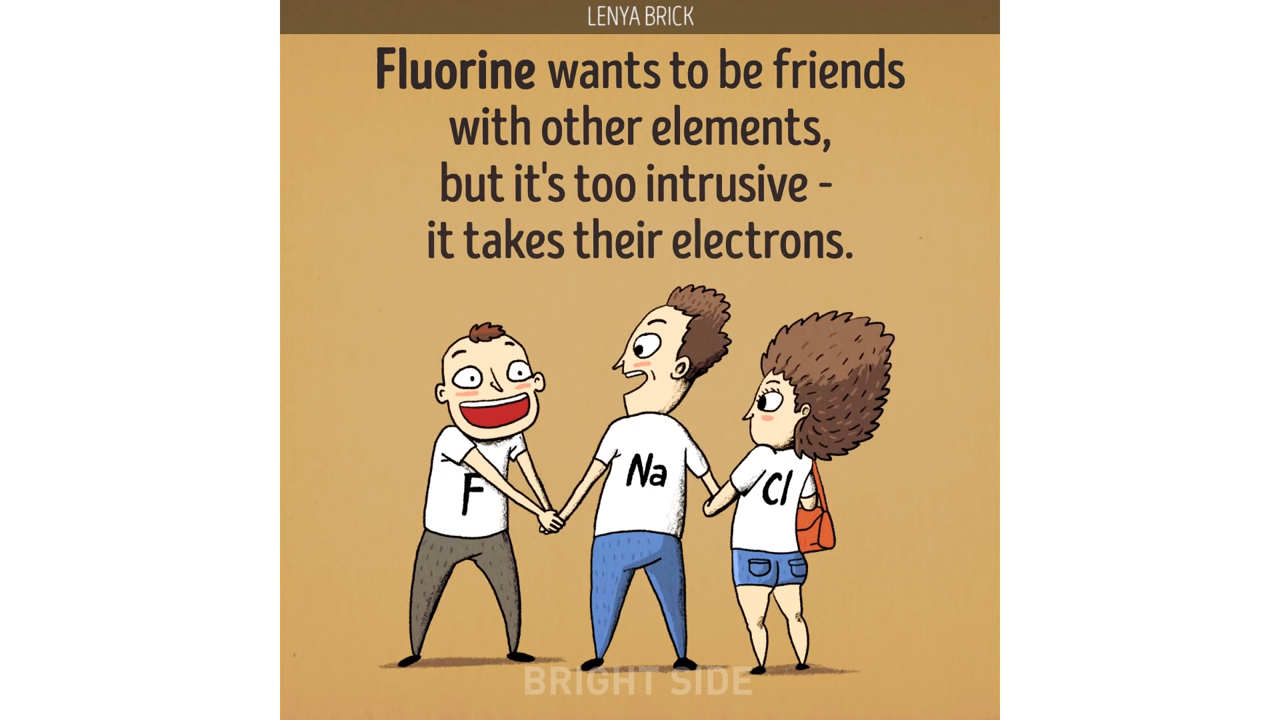 LENYA BRICK
Fluorine wants to be friends
with other elements,
but it's too intrusive -
it takes their electrons.
F
Na
Cl
BRIGHT SIDE